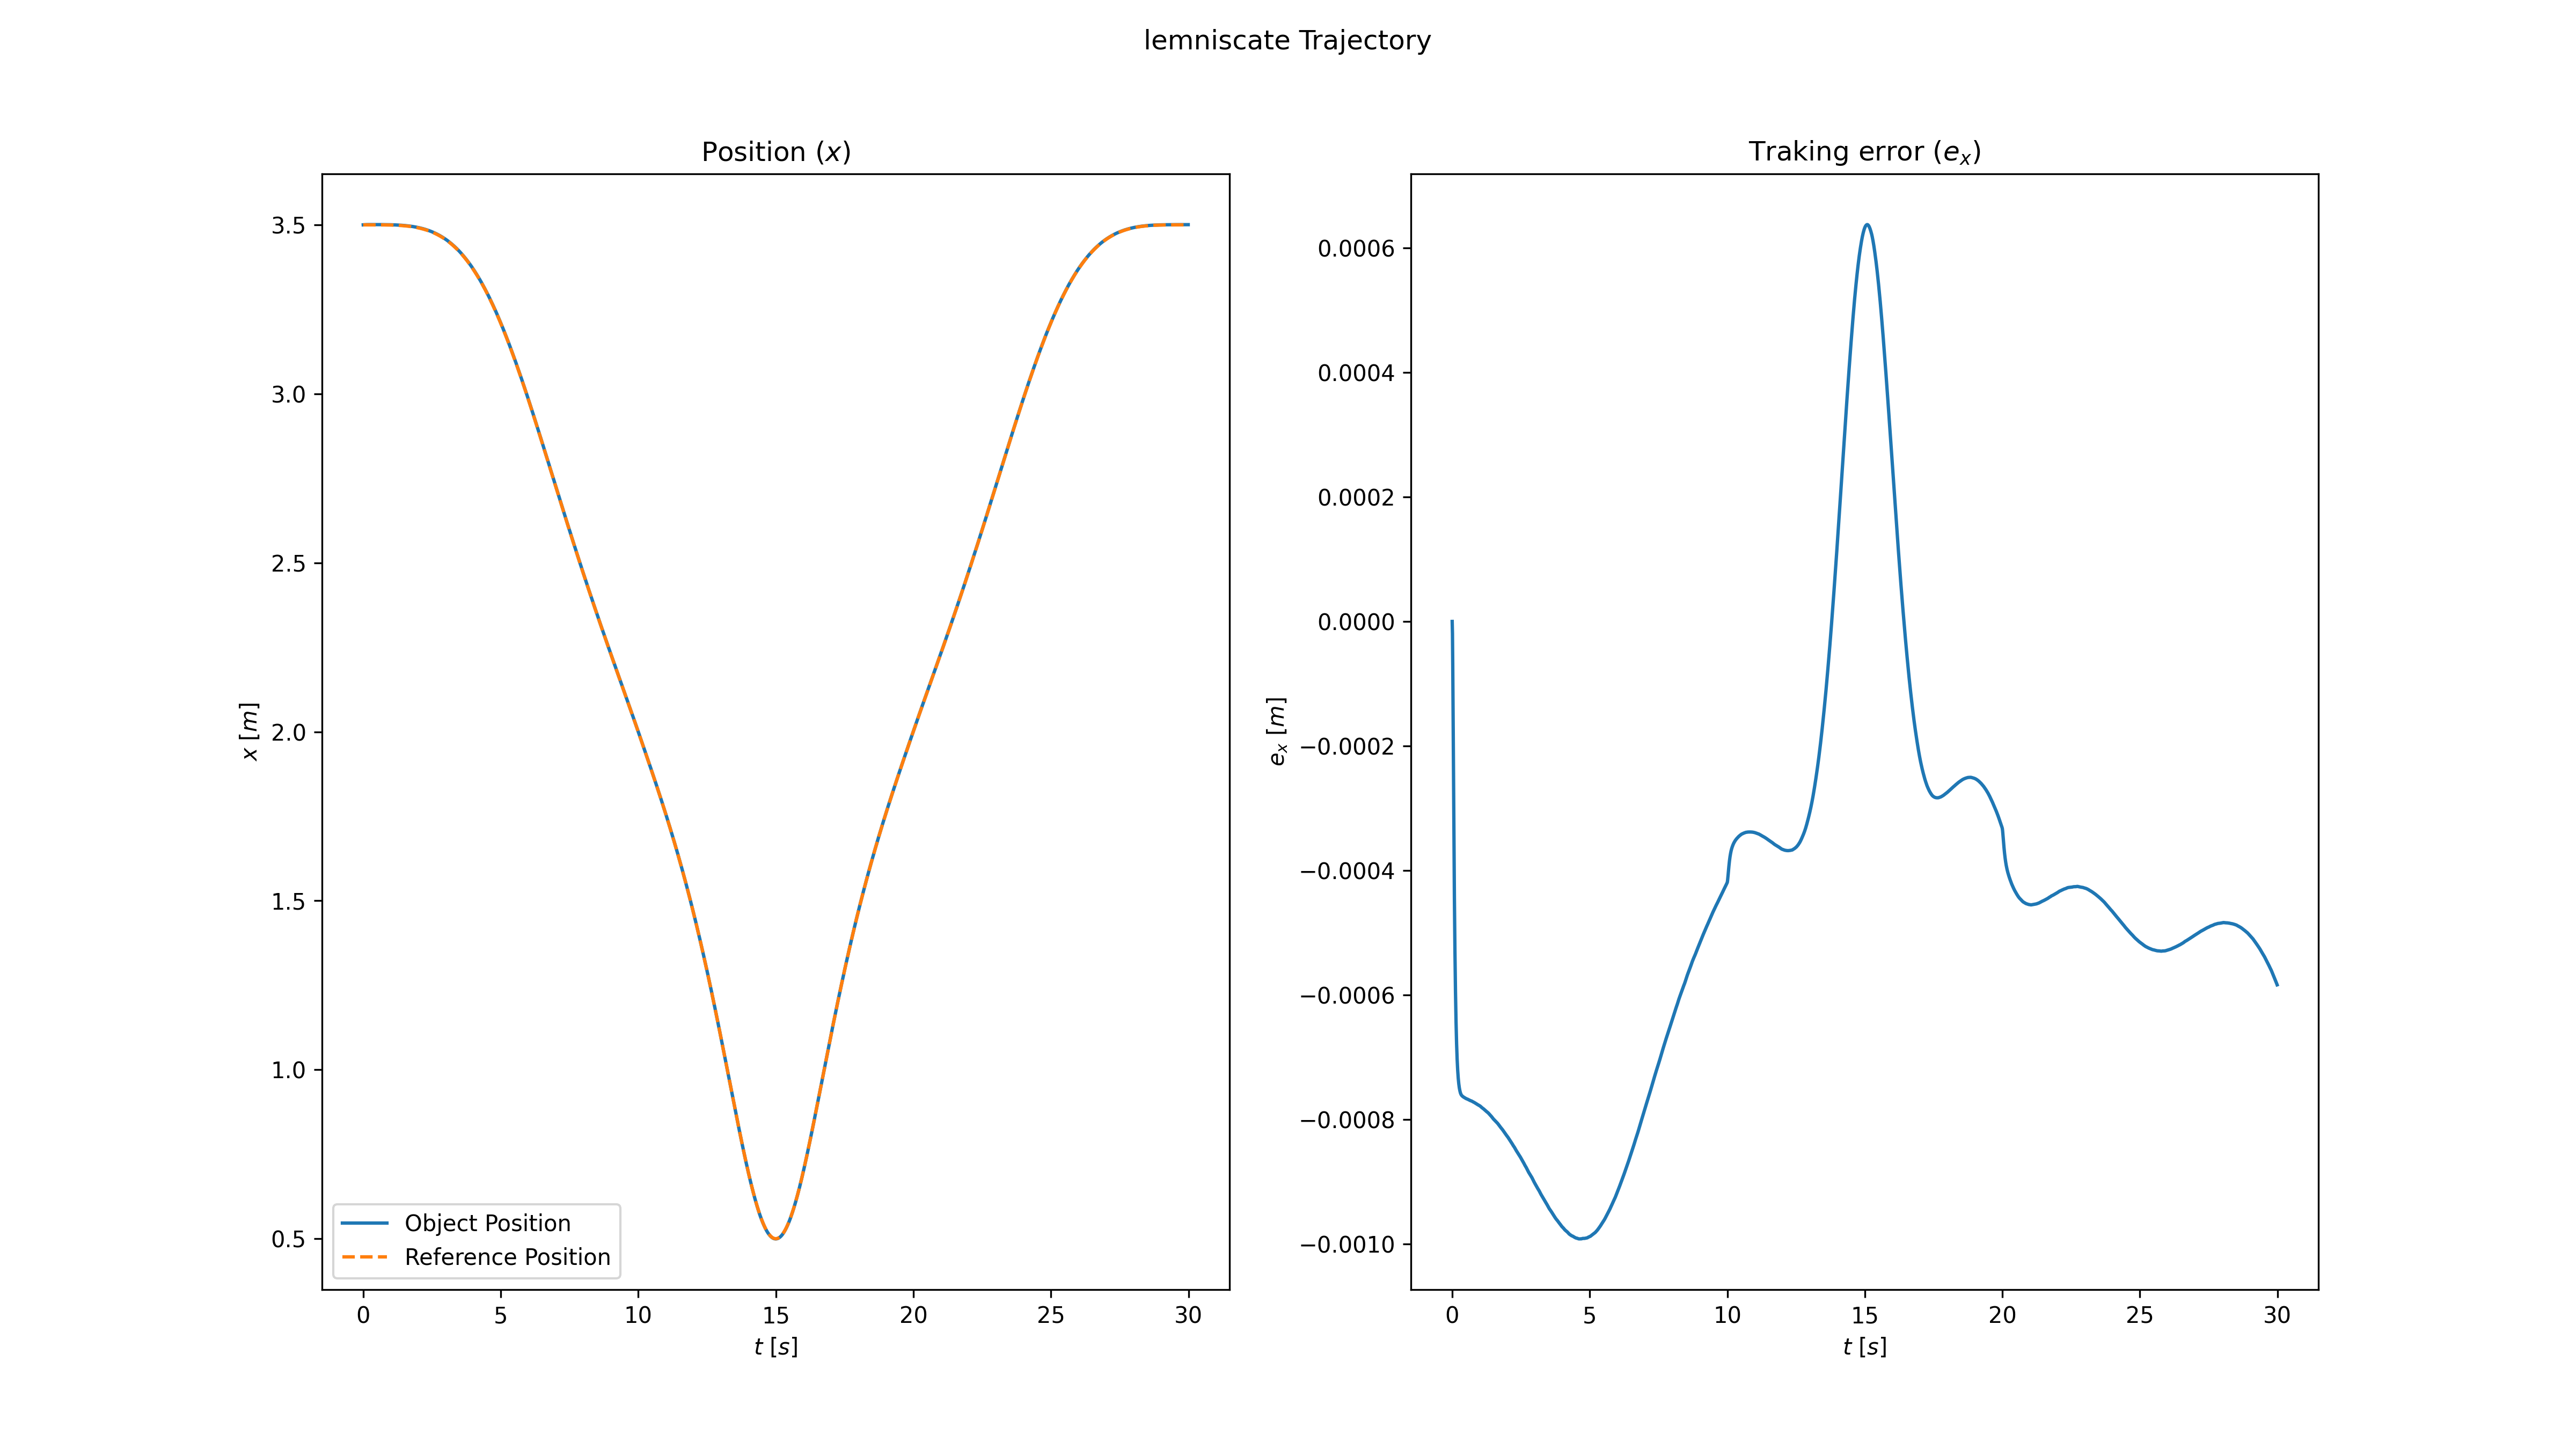 lemniscate Trajectory
Position (x)
3.5
3.0
2.5
2.0
1.5
1.0
0.5
x [m]
0 5 10 15 20 25 30
t [s]
Object Position
Reference Position
Traking error (eₓ)
0.0006
0.0004
0.0002
0.0000
−0.0002
−0.0004
−0.0006
−0.0008
−0.0010
eₓ [m]
0 5 10 15 20 25 30
t [s]